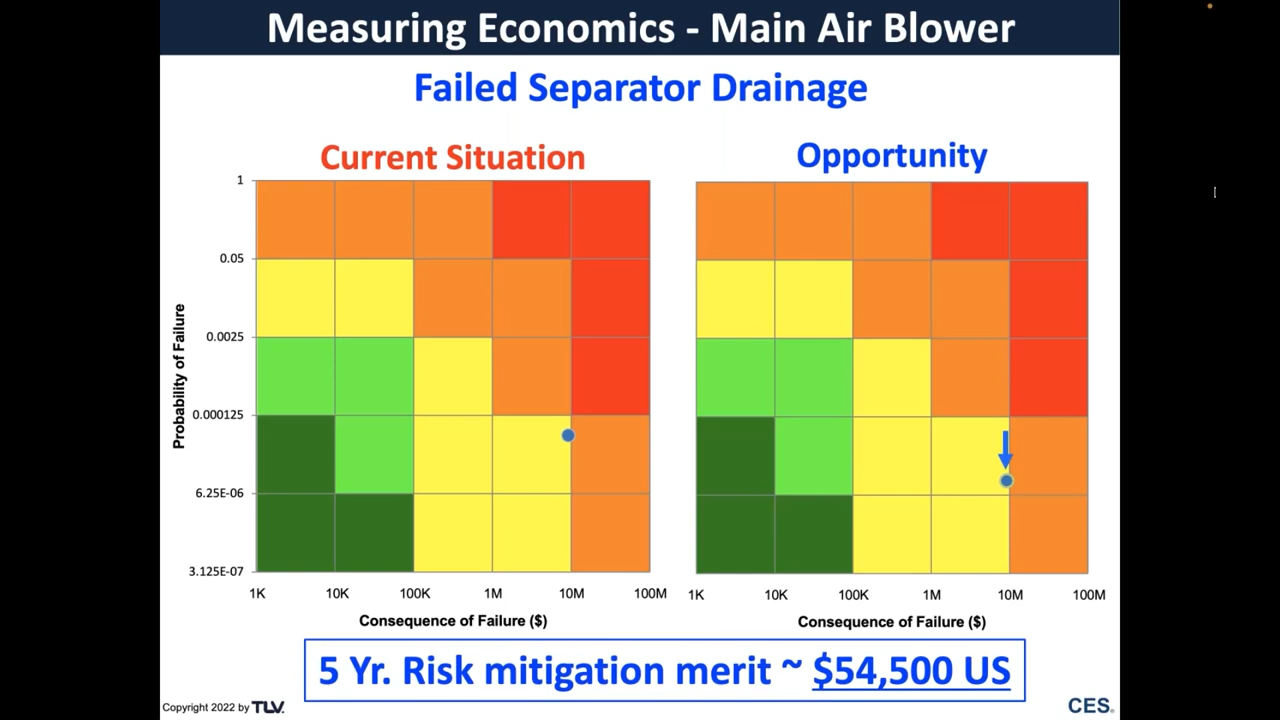 Measuring Economics - Main Air Blower
Failed Separator Drainage
Current Situation
Opportunity
Probability of Failure
1
0.05
0.0025
0.000125
6.25E-06
3.125E-07
1K 10K 100K 1M 10M 100M
Consequence of Failure ($)
1K 10K 100K 1M 10M 100M
Consequence of Failure ($)
5 Yr. Risk mitigation merit ~ $54,500 US
Copyright 2022 by TLV.
CES.